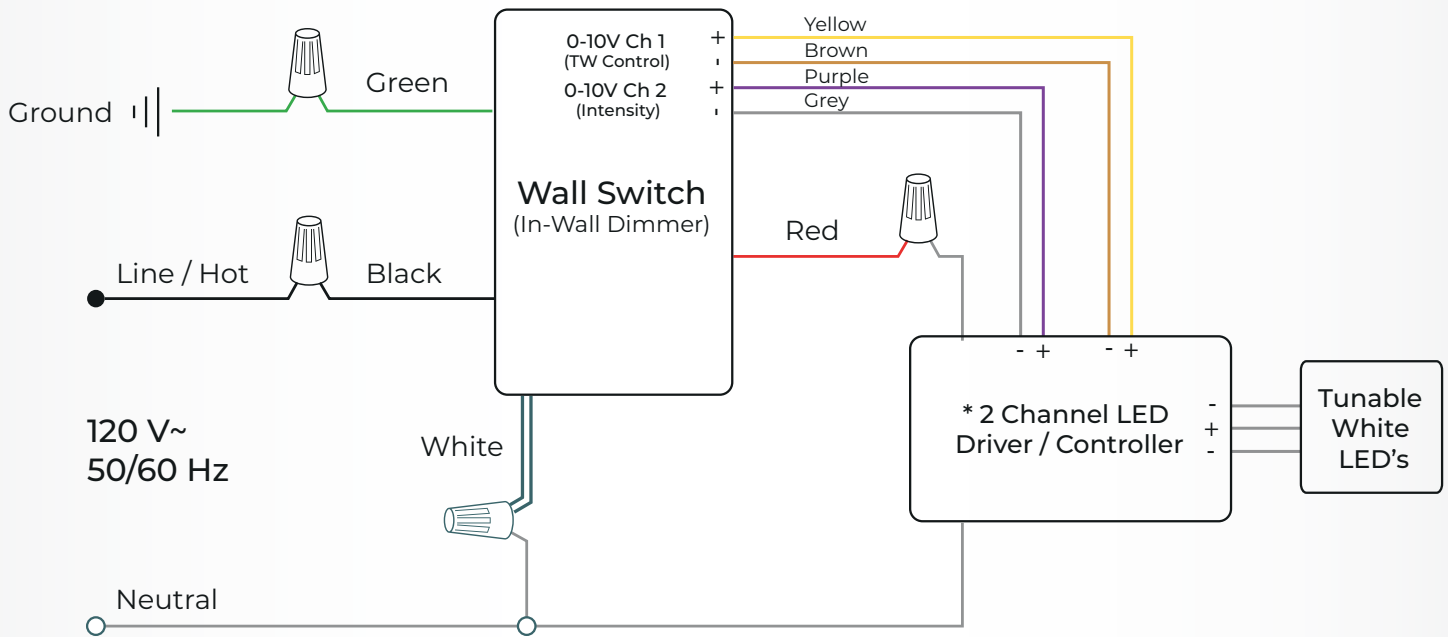 0-10V Ch 1
(TW Control)
0-10V Ch 2
(Intensity)
+
-
+
-
Yellow
Brown
Purple
Grey
Green
Ground
Wall Switch
(In-Wall Dimmer)
Red
Line / Hot
Black
- +
- +
* 2 Channel LED
Driver / Controller
-
+
-
Tunable
White
LED's
120 V~
50/60 Hz
White
Neutral